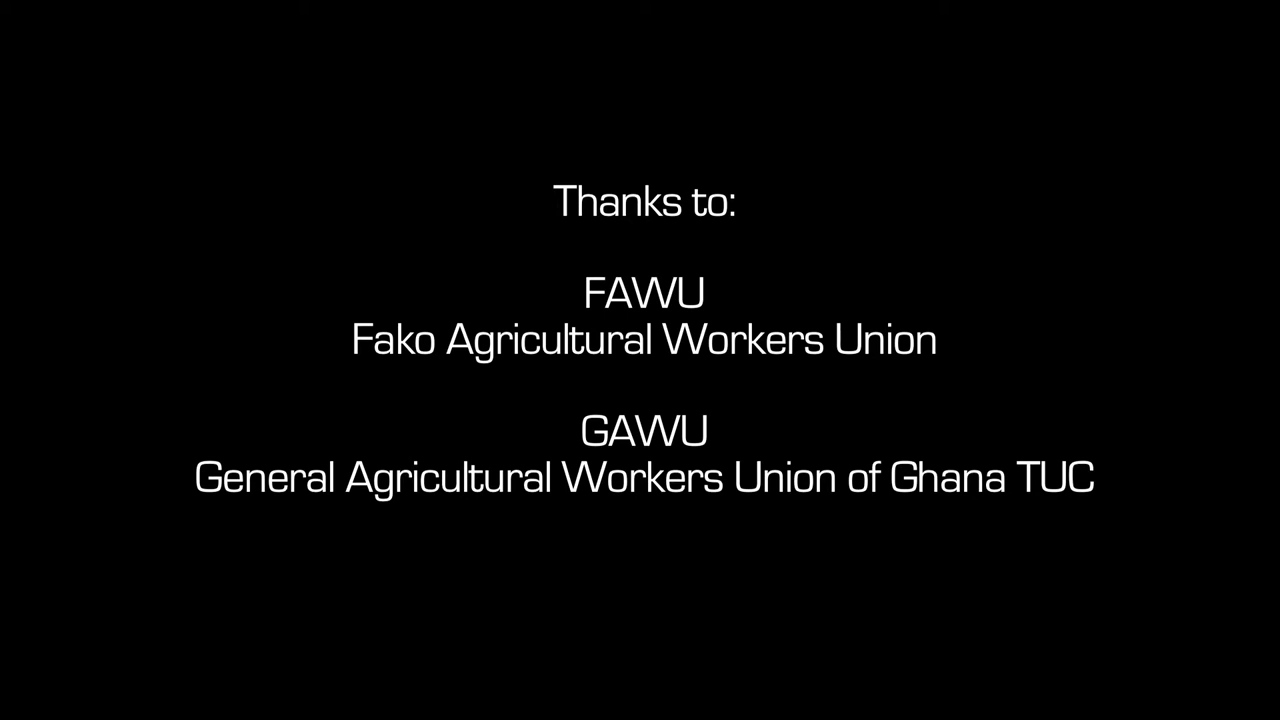 Thanks to:
FAWU
Fako Agricultural Workers Union
GAWU
General Agricultural Workers Union of Ghana TUC